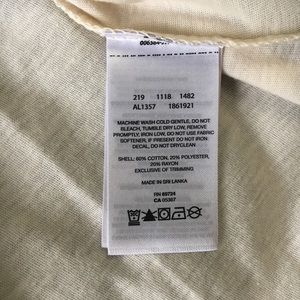 219 1118 1482
AL1357 1861921
MACHINE WASH COLD GENTLE, DO NOT
BLEACH, TUMBLE DRY LOW, REMOVE
PROMPTLY, IRON LOW, DO NOT USE FABRIC
SOFTENER, IF PRESENT DO NOT IRON
DECAL, DO NOT DRYCLEAN
SHELL: 60% COTTON, 20% POLYESTER,
20% RAYON
EXCLUSIVE OF TRIMMING
MADE IN SRI LANKA
RN 69724
CA 05307